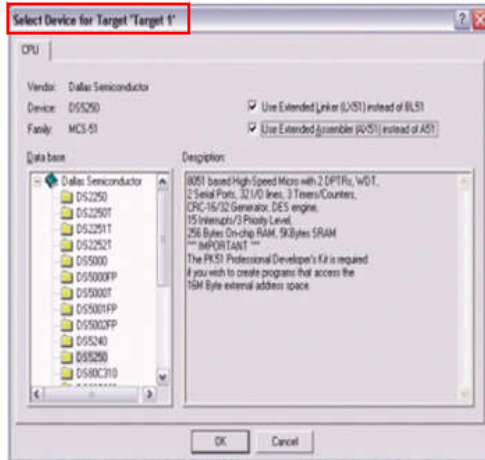 Select Device for Target 'Target 1'
CPU
Vendor: Dallas Semiconductor
Device: DS5250
Family: MCS-51
Use Extended Linker (LX51) instead of BL51
Use Extended Assembler (AX51) instead of A51
Data base
Description:
Dallas Semiconductor
DS2250
DS2250T
DS2251T
DS2252T
DS5000
DS5000FP
DS5000T
DS5001FP
DS5002FP
DS5240
DS5250
DS80C310
8051 based High-Speed Micro with 2 DPTRs, WDT,
2 Serial Ports, 32 I/O lines, 3 Timers/Counters,
CRC-16/32 Generator, DES engine,
15 Interrupts/3 Priority Level,
256 Bytes On-chip RAM, 5KBytes SRAM
*** IMPORTANT ***
The PK51 Professional Developer's Kit is required
if you wish to create programs that access the
16M Byte external address space.
OK
Cancel